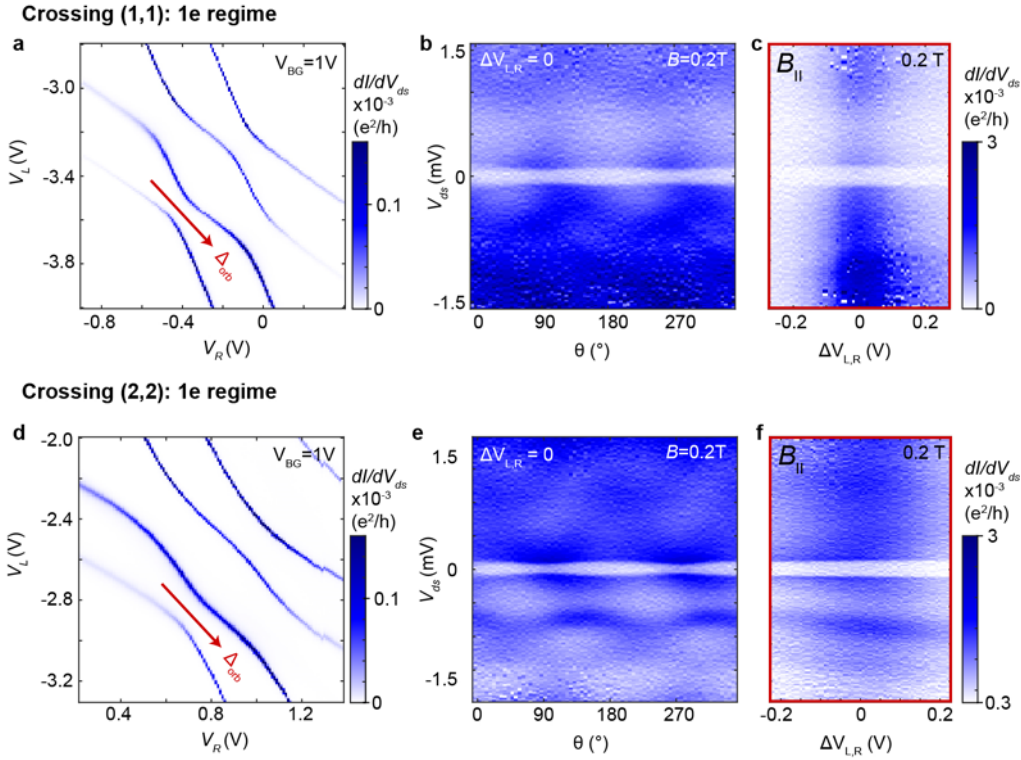 Crossing (1,1): 1e regime
a
V_BG=1V
-3.0
-3.4
-3.8
V_L (V)
-0.8
-0.4
0
V_R (V)
Δ_orb
dI/dV_ds
x10⁻³
(e²/h)
0.1
0
b
ΔV_L,R = 0
B=0.2T
1.5
0
-1.5
V_ds (mV)
0
90
180
270
θ (°)
c
B_II
0.2 T
-0.2
0
0.2
ΔV_L,R (V)
dI/dV_ds
x10⁻³
(e²/h)
3
0
Crossing (2,2): 1e regime
d
V_BG=1V
-2.0
-2.4
-2.8
-3.2
V_L (V)
0.4
0.8
1.2
V_R (V)
Δ_orb
dI/dV_ds
x10⁻³
(e²/h)
0.1
0
e
ΔV_L,R = 0
B=0.2T
1.5
0
-1.5
V_ds (mV)
0
90
180
270
θ (°)
f
B_II
0.2 T
-0.2
0
0.2
ΔV_L,R (V)
dI/dV_ds
x10⁻³
(e²/h)
3
0.3